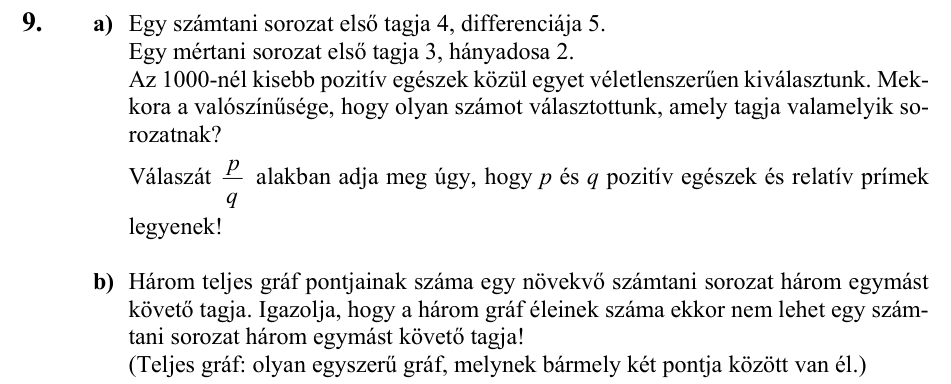 9. a) Egy számtani sorozat első tagja 4, differenciája 5.
Egy mértani sorozat első tagja 3, hányadosa 2.
Az 1000-nél kisebb pozitív egészek közül egyet véletlenszerűen kiválasztunk. Mek-
kora a valószínűsége, hogy olyan számot választottunk, amely tagja valamelyik so-
rozatnak?
Válaszát p/q alakban adja meg úgy, hogy p és q pozitív egészek és relatív prímek
legyenek!
b) Három teljes gráf pontjainak száma egy növekvő számtani sorozat három egymást
követő tagja. Igazolja, hogy a három gráf éleinek száma ekkor nem lehet egy szám-
tani sorozat három egymást követő tagja!
(Teljes gráf: olyan egyszerű gráf, melynek bármely két pontja között van él.)